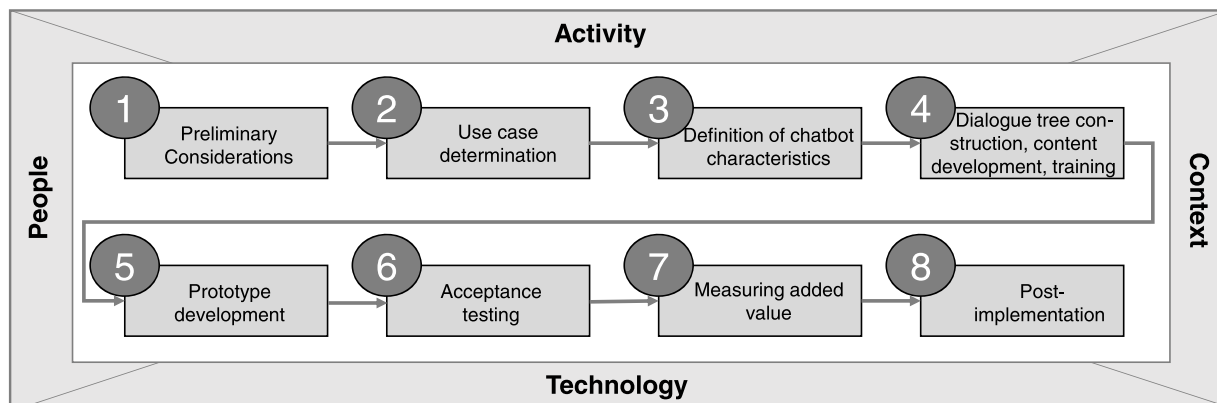 Activity
People
Context
1
Preliminary
Considerations
2
Use case
determination
3
Definition of chatbot
characteristics
4
Dialogue tree con-
struction, content
development, training
5
Prototype
development
6
Acceptance
testing
7
Measuring added
value
8
Post-
implementation
Technology